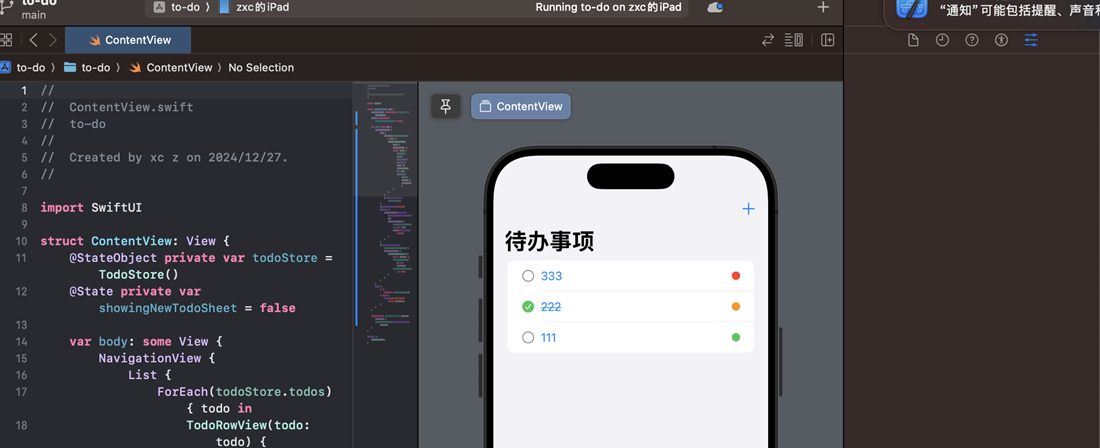 to-do
main
to-do 〉 zxc的iPad
Running to-do on zxc的iPad
“通知”可能包括提醒、声音和
ContentView
to-do 〉 to-do 〉 ContentView 〉 No Selection
1 //
2 //  ContentView.swift
3 //  to-do
4 //
5 //  Created by xc z on 2024/12/27.
6 //
7
8 import SwiftUI
9
10 struct ContentView: View {
11 @StateObject private var todoStore =
TodoStore()
12 @State private var
showingNewTodoSheet = false
13
14 var body: some View {
15 NavigationView {
16 List {
17 ForEach(todoStore.todos)
{ todo in
18 TodoRowView(todo:
todo) {
ContentView
待办事项
333
222
111